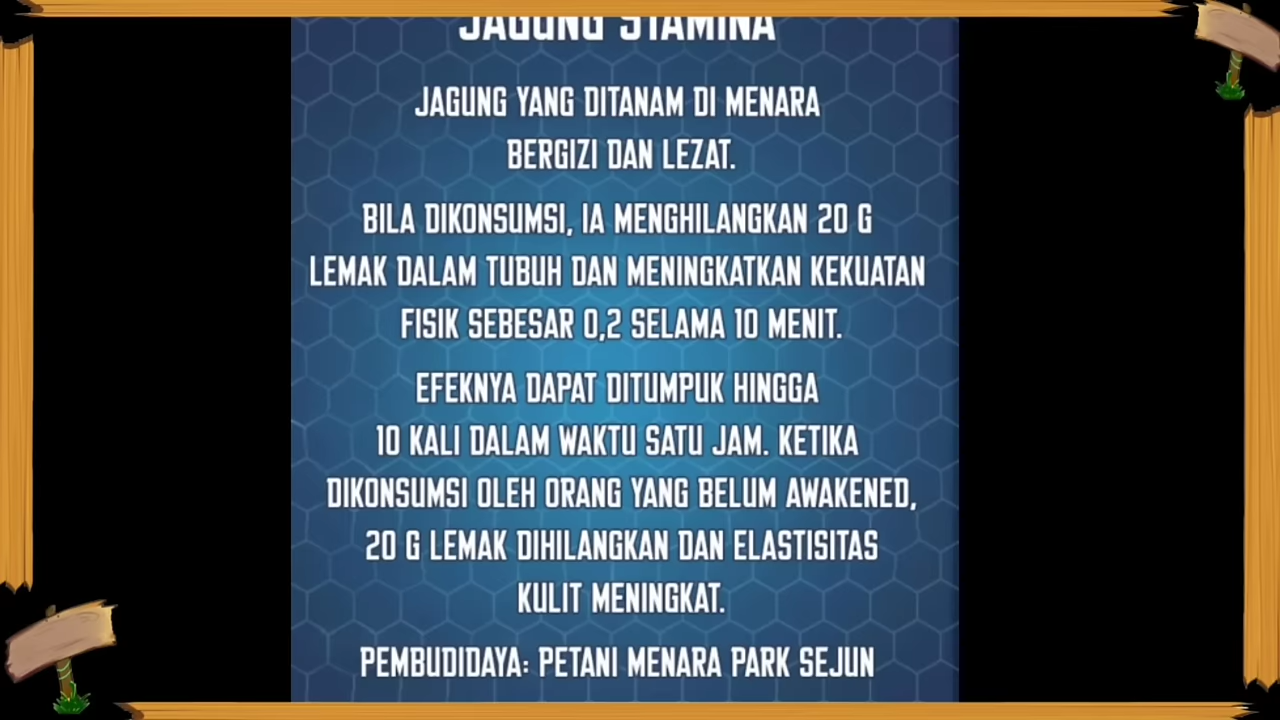 JAGUNG STAMINA
JAGUNG YANG DITANAM DI MENARA
BERGIZI DAN LEZAT.
BILA DIKONSUMSI, IA MENGHILANGKAN 20 G
LEMAK DALAM TUBUH DAN MENINGKATKAN KEKUATAN
FISIK SEBESAR 0,2 SELAMA 10 MENIT.
EFEKNYA DAPAT DITUMPUK HINGGA
10 KALI DALAM WAKTU SATU JAM. KETIKA
DIKONSUMSI OLEH ORANG YANG BELUM AWAKENED,
20 G LEMAK DIHILANGKAN DAN ELASTISITAS
KULIT MENINGKAT.
PEMBUDIDAYA: PETANI MENARA PARK SEJUN